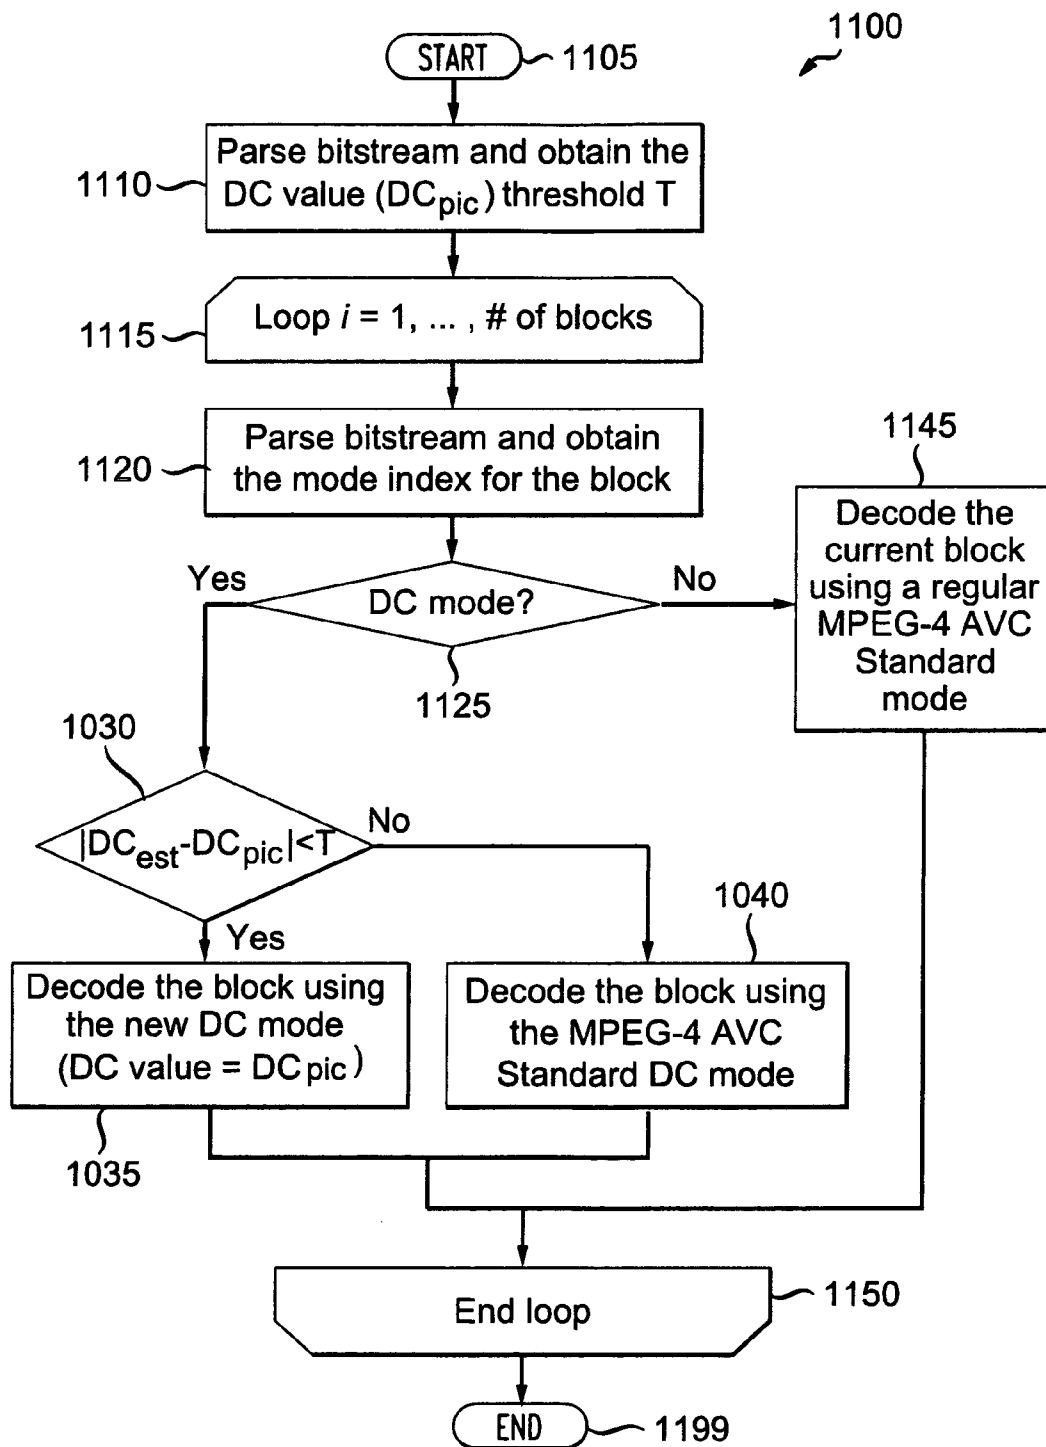 1100
START
1105
Parse bitstream and obtain the
DC value (DCpic) threshold T
1110
Loop i = 1, ... , # of blocks
1115
Parse bitstream and obtain
the mode index for the block
1120
1145
Decode the
current block
using a regular
MPEG-4 AVC
Standard
mode
Yes
DC mode?
No
1125
1030
|DCest-DCpic|<T
No
Yes
1040
Decode the block using
the new DC mode
(DC value = DCpic)
1035
Decode the block using
the MPEG-4 AVC
Standard DC mode
End loop
1150
END
1199